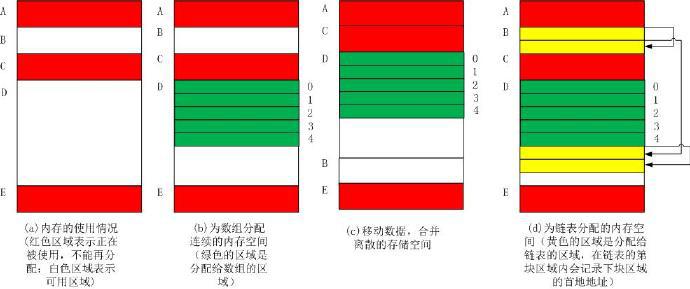 A
B
C
D
E
(a)内存的使用情况
(红色区域表示正在
被使用，不能再分
配；白色区域表示
可用区域)
A
B
C
D
0
1
2
3
4
E
(b)为数组分配
连续的内存空间
(绿色的区域是
分配给数组的区
域)
A
C
D
0
1
2
3
4
B
E
(c)移动数据，合并
离散的存储空间
A
B
C
D
0
1
2
3
4
E
(d)为链表分配的内存空
间（黄色的区域是分配给
链表的区域，在链表的第
块区域内会记录下块区域
的首地地址)